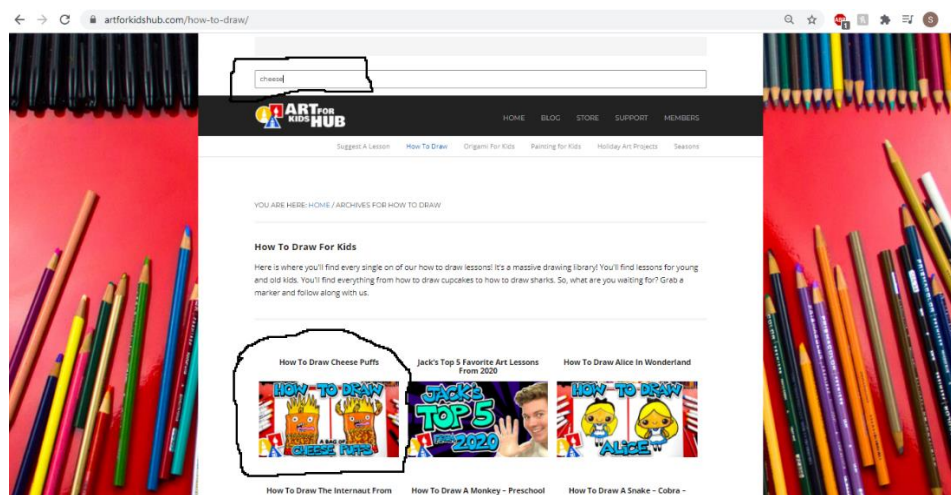 artforkidshub.com/how-to-draw/
cheese
ART FOR
KIDS HUB
HOME BLOG STORE SUPPORT MEMBERS
Suggest A Lesson How To Draw Origami For Kids Painting for Kids Holiday Art Projects Seasons
YOU ARE HERE: HOME / ARCHIVES FOR HOW TO DRAW
How To Draw For Kids
Here is where you'll find every single on of our how to draw lessons! It's a massive drawing library! You'll find lessons for young
and old kids. You'll find everything from how to draw cupcakes to how to draw sharks. So, what are you waiting for? Grab a
marker and follow along with us.
How To Draw Cheese Puffs
HOW-TO-DRAW
A BAG OF
CHEESE PUFFS
Jack's Top 5 Favorite Art Lessons
From 2020
JACK'S
TOP 5
FROM
2020
How To Draw Alice In Wonderland
HOW-TO-DRAW
ALICE
How To Draw The Internaut From
How To Draw A Monkey – Preschool
How To Draw A Snake – Cobra –